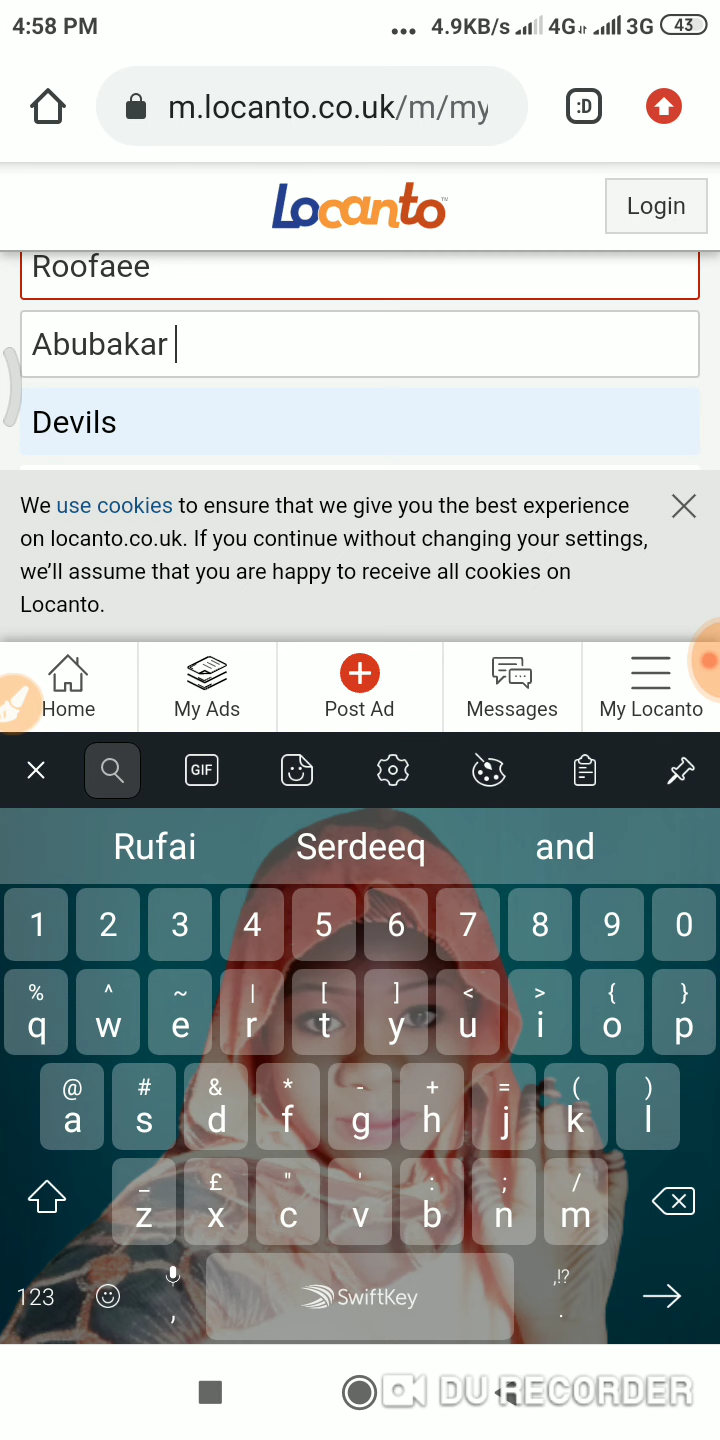 4:58 PM ... 4.9KB/s 4G 3G 43
m.locanto.co.uk/m/my :D
Locanto™ Login
Roofaee
Abubakar
Devils
We use cookies to ensure that we give you the best experience
on locanto.co.uk. If you continue without changing your settings,
we'll assume that you are happy to receive all cookies on
Locanto.
Home My Ads Post Ad Messages My Locanto
GIF
Rufai Serdeeq and
1 2 3 4 5 6 7 8 9 0
% ^ ~ | [ ] < > { }
q w e r t y u i o p
@ # & * - + = ( )
a s d f g h j k l
_ £ " ' : ; /
z x c v b n m
,!?
123 , SwiftKey .
DU RECORDER